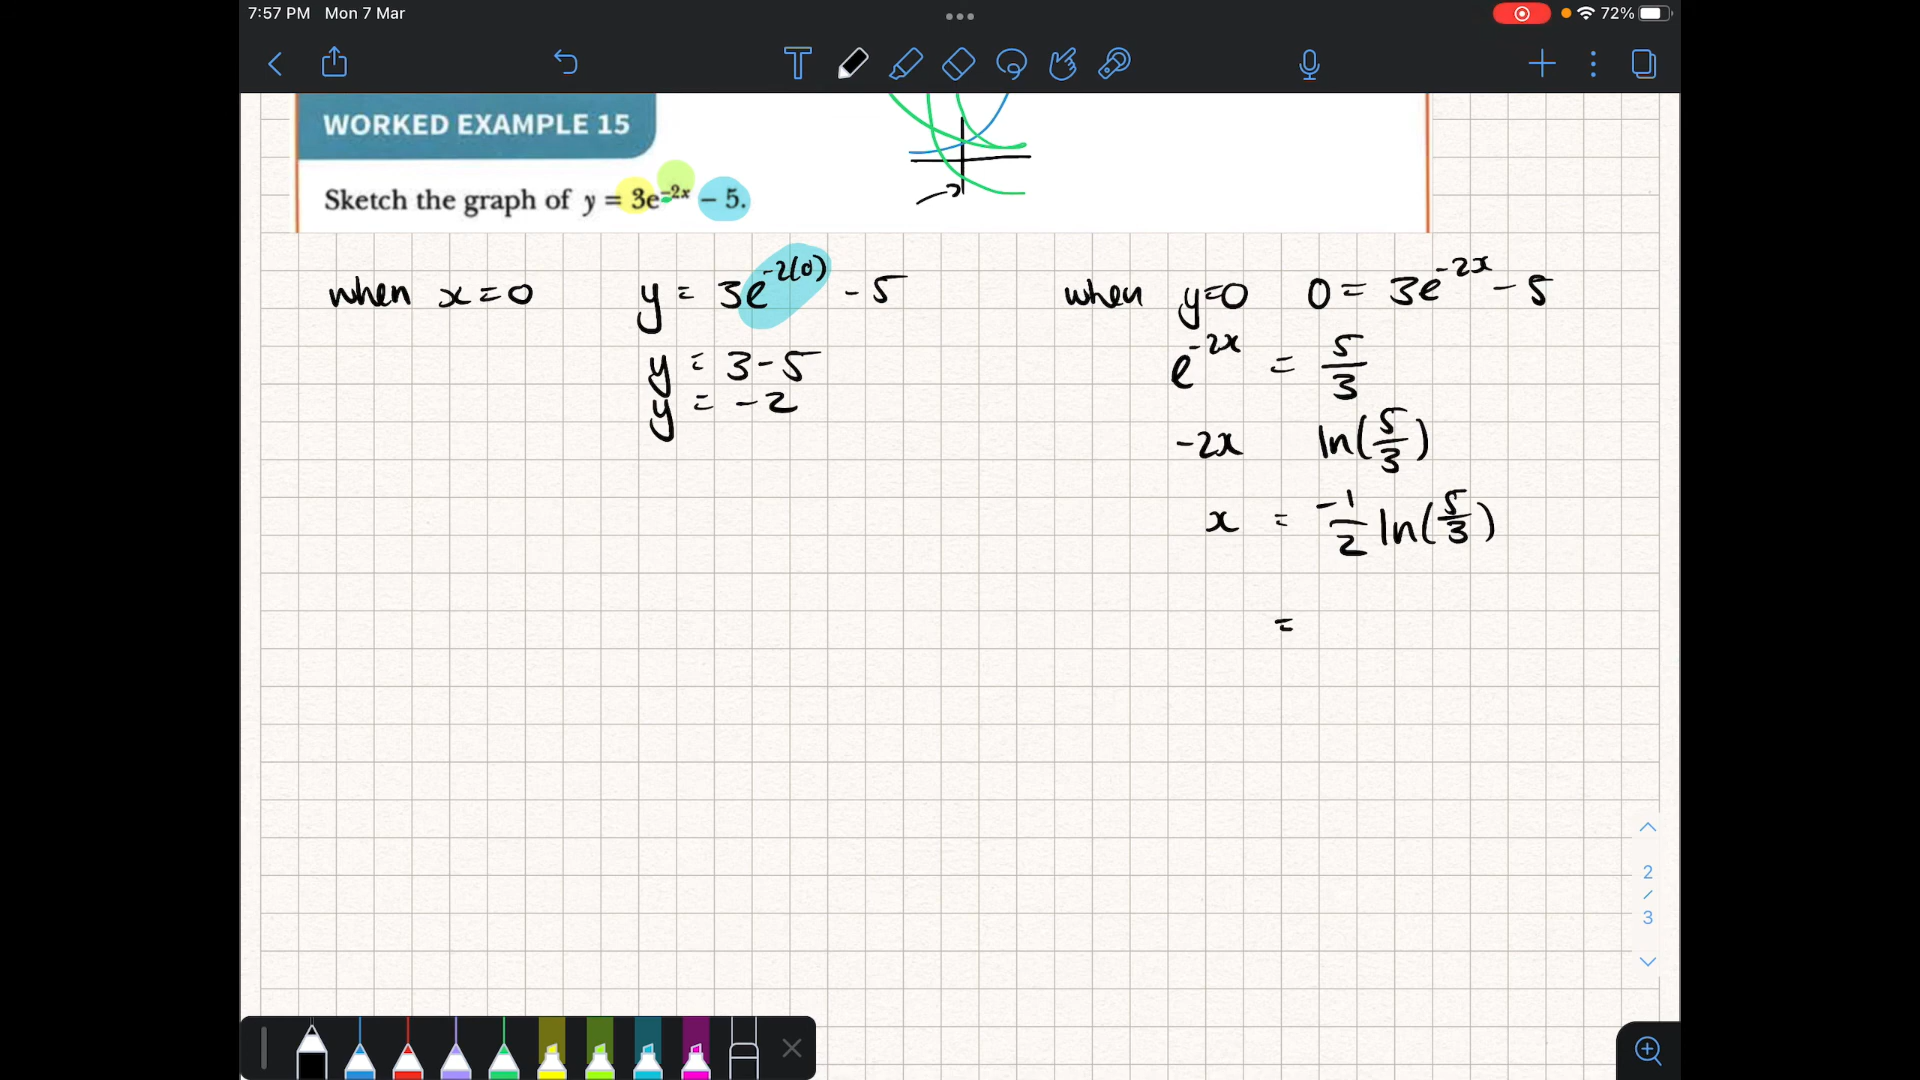 7:57 PM Mon 7 Mar
72%
WORKED EXAMPLE 15
Sketch the graph of y = 3e⁻²ˣ – 5.
when x=0 y = 3e^{-2(0)} - 5
y = 3-5
y = -2
when y=0 0 = 3e^{-2x} - 5
e^{-2x} = 5/3
-2x ln(5/3)
x = -1/2 ln(5/3)
=
2
/
3